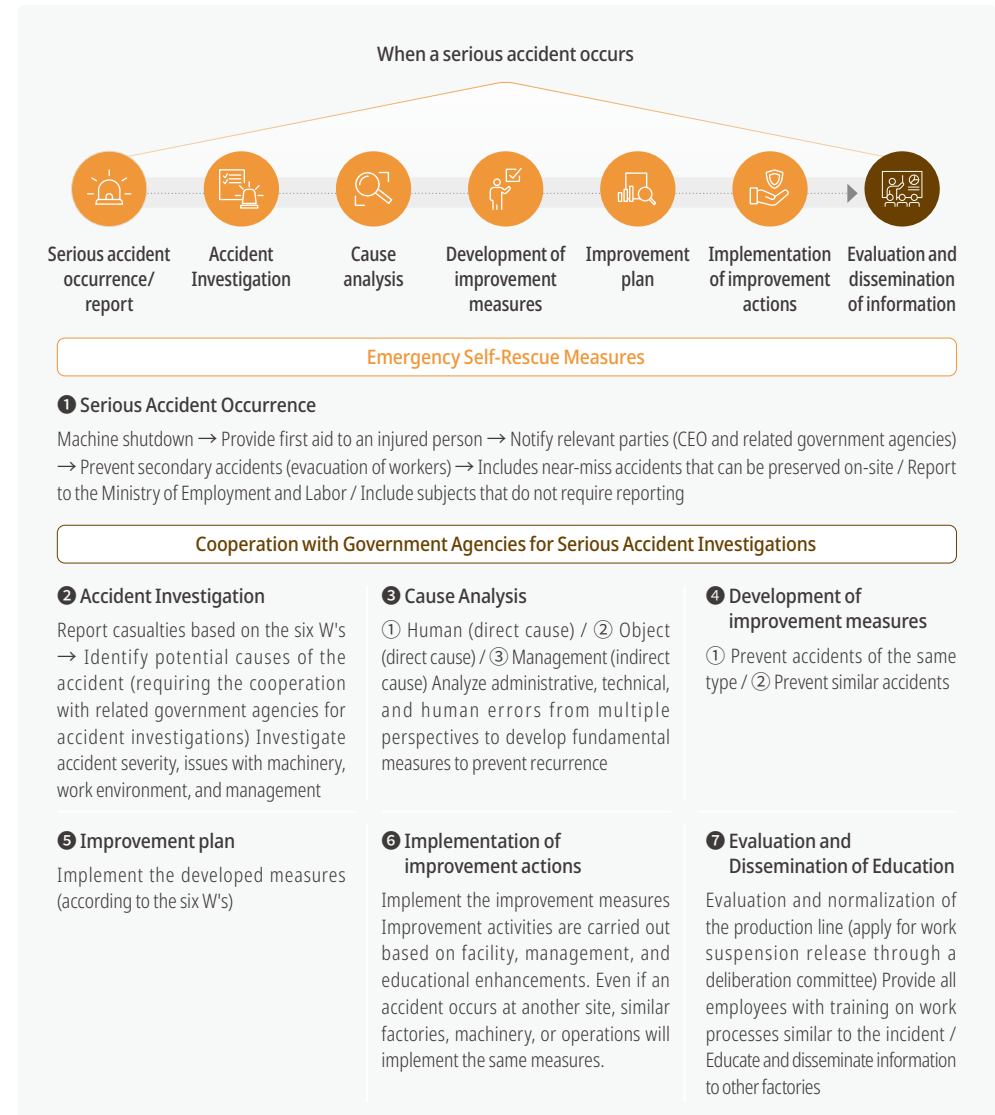 When a serious accident occurs
Serious accident
occurrence/
report
Accident
Investigation
Cause
analysis
Development of
improvement
measures
Improvement
plan
Implementation
of improvement
actions
Evaluation and
dissemination
of information
Emergency Self-Rescue Measures
❶ Serious Accident Occurrence
Machine shutdown → Provide first aid to an injured person → Notify relevant parties (CEO and related government agencies)
→ Prevent secondary accidents (evacuation of workers) → Includes near-miss accidents that can be preserved on-site / Report
to the Ministry of Employment and Labor / Include subjects that do not require reporting
Cooperation with Government Agencies for Serious Accident Investigations
❷ Accident Investigation
Report casualties based on the six W's
→ Identify potential causes of the
accident (requiring the cooperation
with related government agencies for
accident investigations) Investigate
accident severity, issues with machinery,
work environment, and management
❸ Cause Analysis
① Human (direct cause) / ② Object
(direct cause) / ③ Management (indirect
cause) Analyze administrative, technical,
and human errors from multiple
perspectives to develop fundamental
measures to prevent recurrence
❹ Development of
improvement measures
① Prevent accidents of the same
type / ② Prevent similar accidents
❺ Improvement plan
Implement the developed measures
(according to the six W's)
❻ Implementation of
improvement actions
Implement the improvement measures
Improvement activities are carried out
based on facility, management, and
educational enhancements. Even if an
accident occurs at another site, similar
factories, machinery, or operations will
implement the same measures.
❼ Evaluation and
Dissemination of Education
Evaluation and normalization of
the production line (apply for work
suspension release through a
deliberation committee) Provide all
employees with training on work
processes similar to the incident /
Educate and disseminate information
to other factories